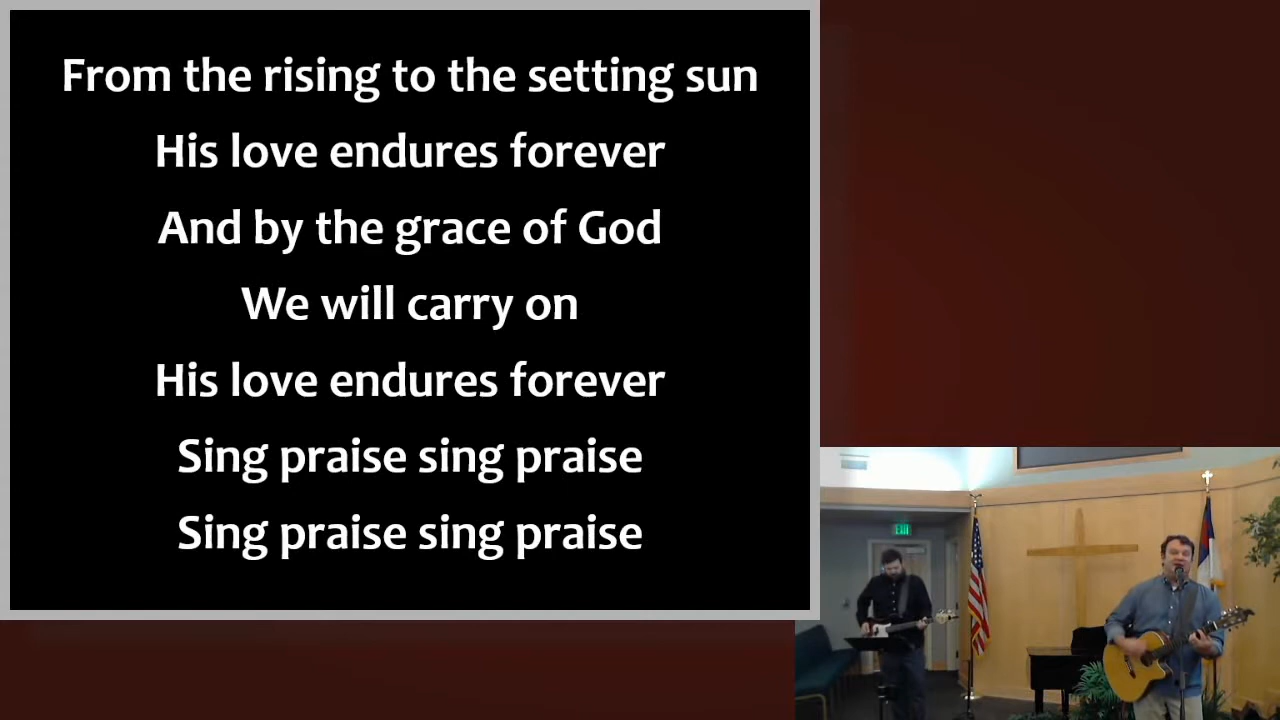 From the rising to the setting sun
His love endures forever
And by the grace of God
We will carry on
His love endures forever
Sing praise sing praise
Sing praise sing praise
EXIT